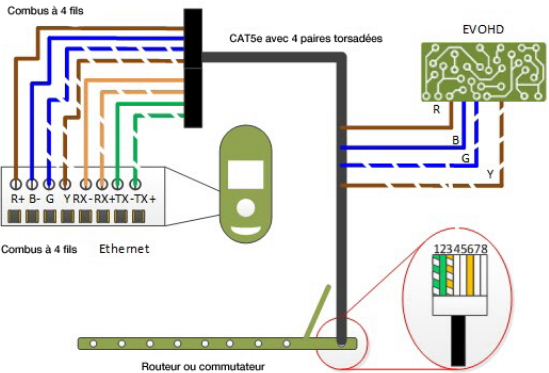 Combus à 4 fils
CAT5e avec 4 paires torsadées
EVOHD
R
B
G
Y
R+ B- G Y RX- RX+ TX- TX+
Combus à 4 fils Ethernet
12345678
Routeur ou commutateur